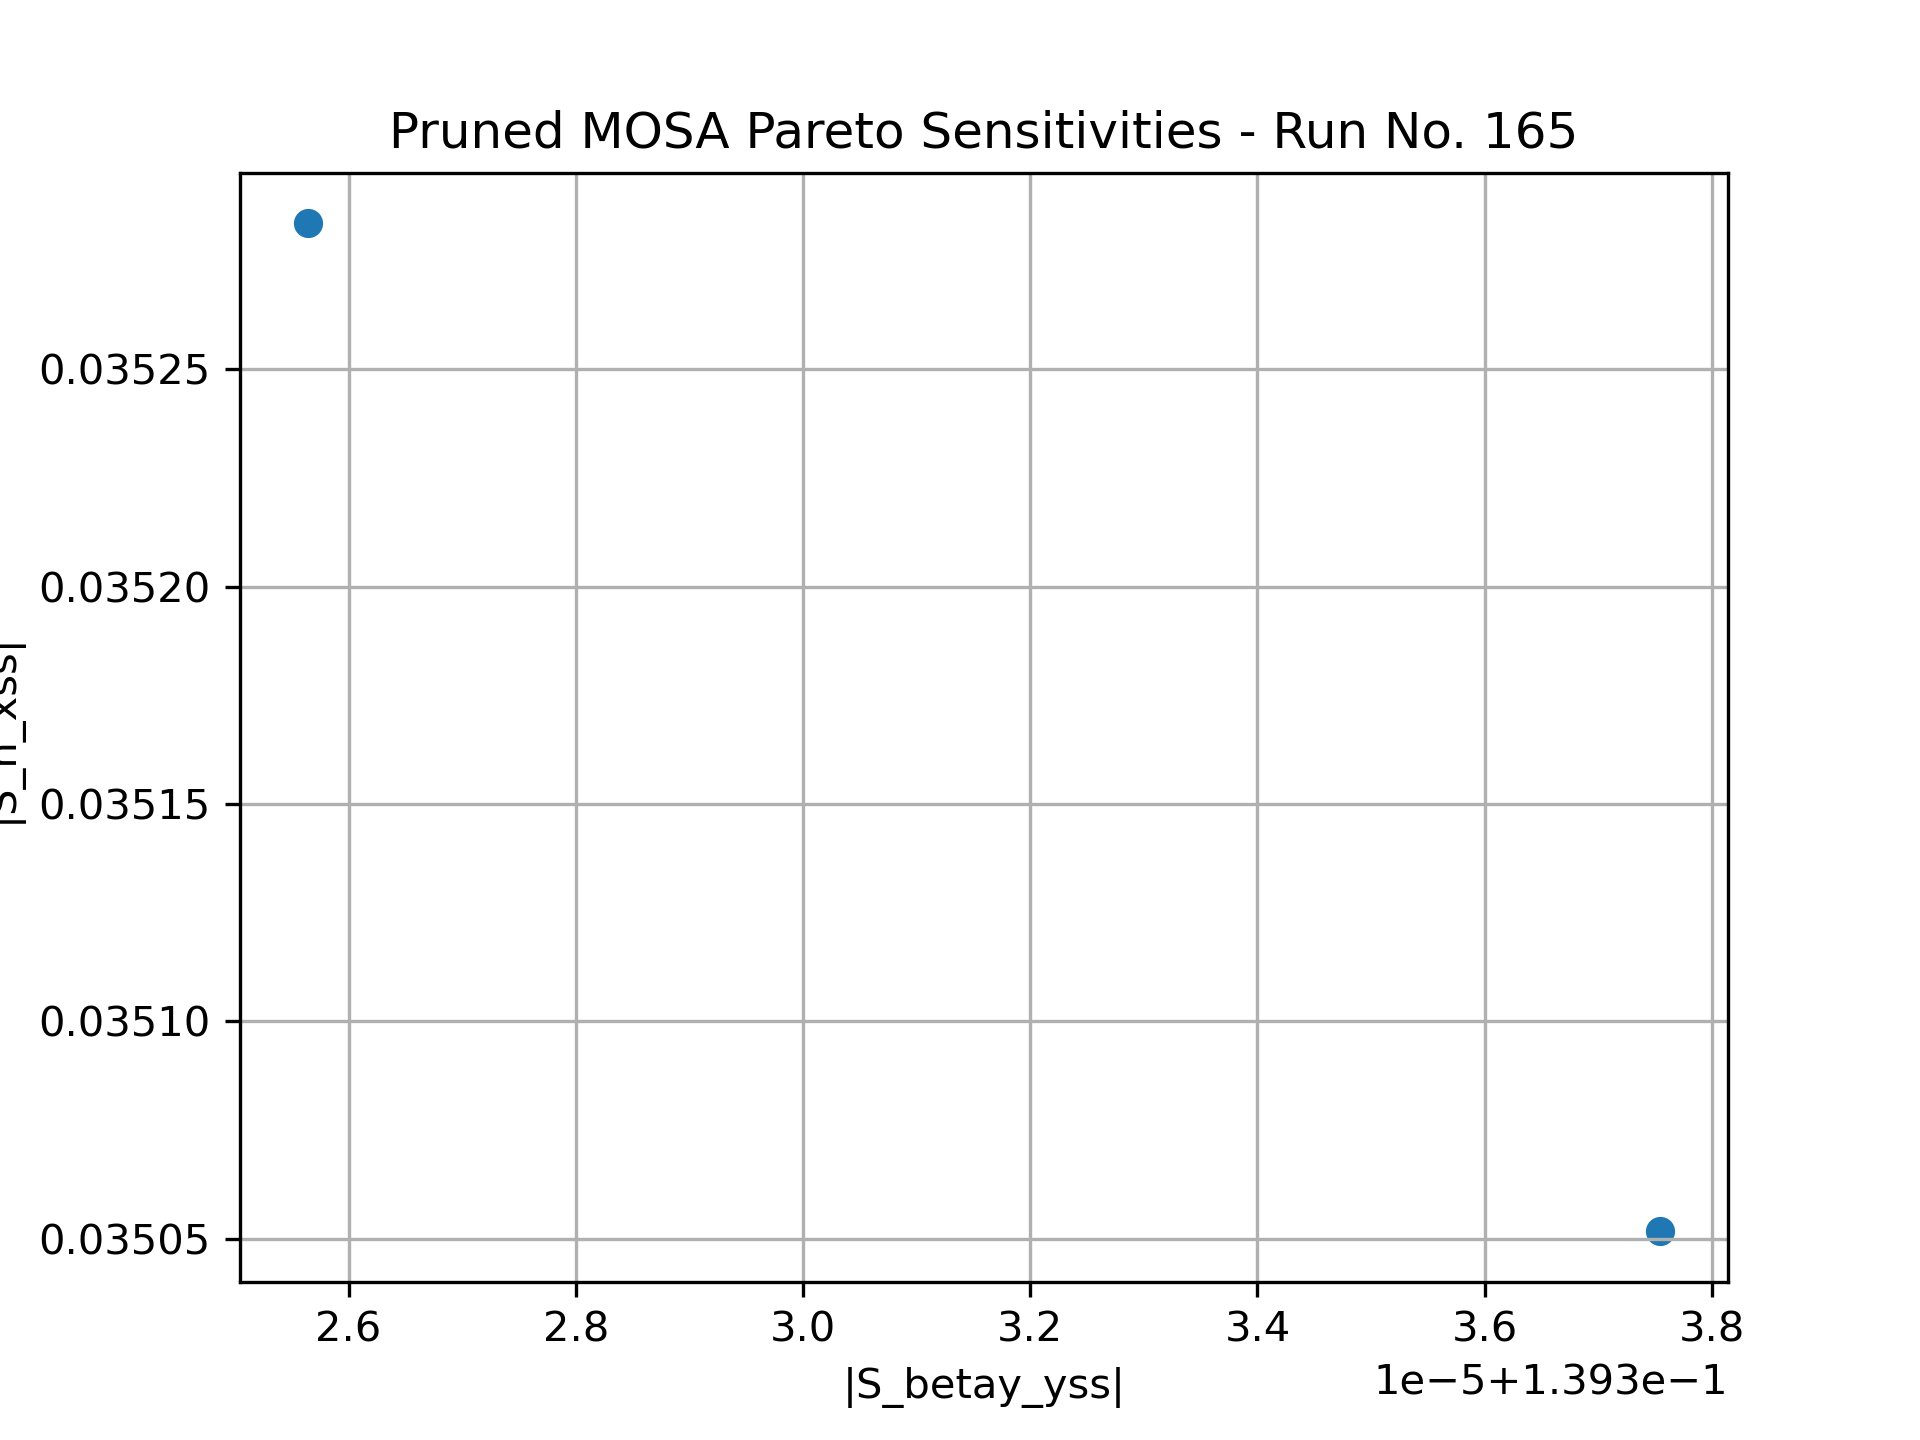 Pruned MOSA Pareto Sensitivities - Run No. 165
0.03525
0.03520
0.03515
0.03510
0.03505
2.6 2.8 3.0 3.2 3.4 3.6 3.8
|S_betay_yss|
1e−5+1.393e−1